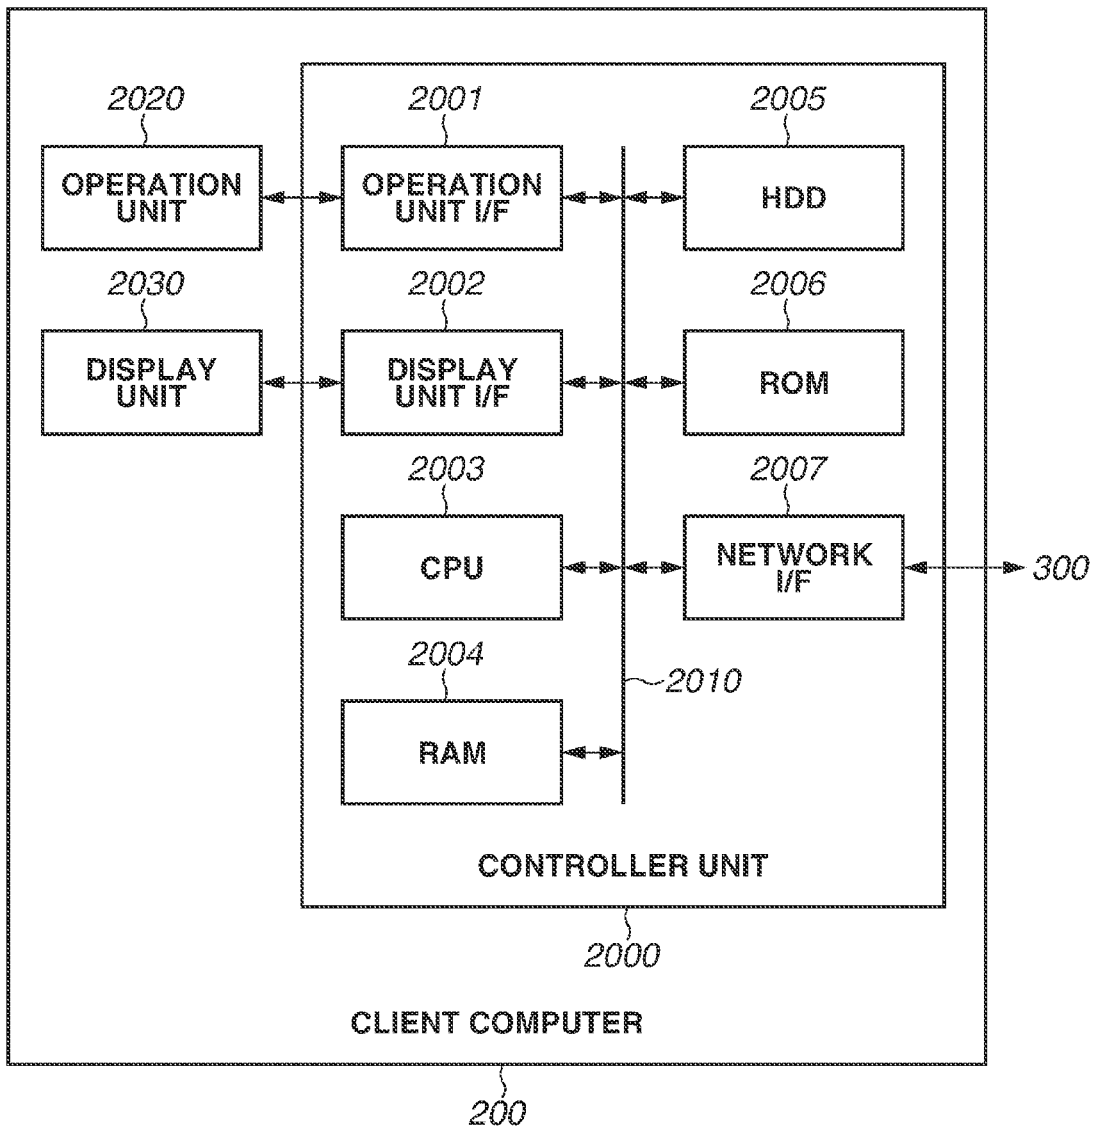 2020
2001
2005
OPERATION
UNIT
OPERATION
UNIT I/F
HDD
2030
2002
2006
DISPLAY
UNIT
DISPLAY
UNIT I/F
ROM
2003
2007
CPU
NETWORK
I/F
300
2004
2010
RAM
CONTROLLER UNIT
2000
CLIENT COMPUTER
200